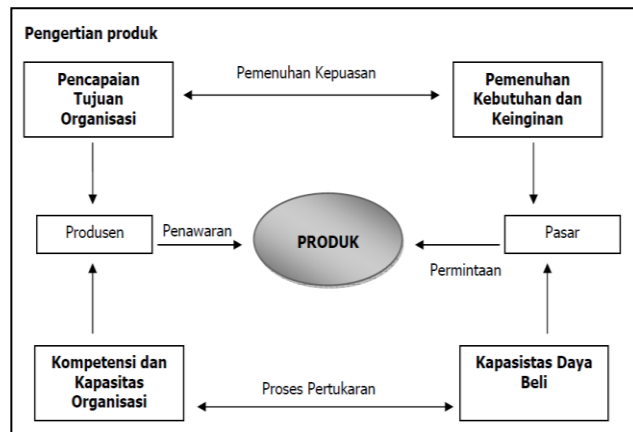 Pengertian produk
Pencapaian
Tujuan
Organisasi
Pemenuhan Kepuasan
Pemenuhan
Kebutuhan dan
Keinginan
Produsen
Penawaran
PRODUK
Permintaan
Pasar
Kompetensi dan
Kapasitas
Organisasi
Proses Pertukaran
Kapasistas Daya
Beli